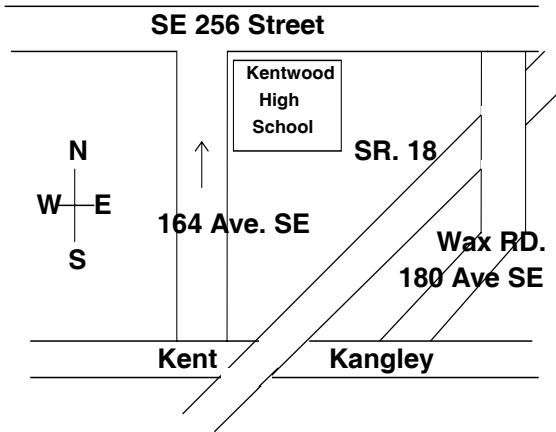 SE 256 Street
Kentwood
High
School
SR. 18
N
W E
S
164 Ave. SE
Wax RD.
180 Ave SE
Kent Kangley